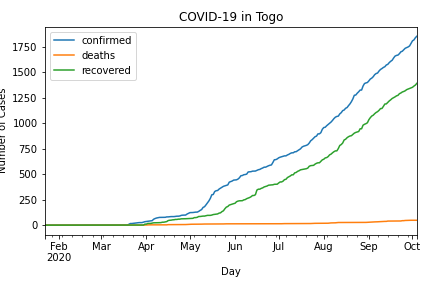 COVID-19 in Togo
confirmed
deaths
recovered
Number of Cases
1750
1500
1250
1000
750
500
250
0
Feb Mar Apr May Jun Jul Aug Sep Oct
2020
Day